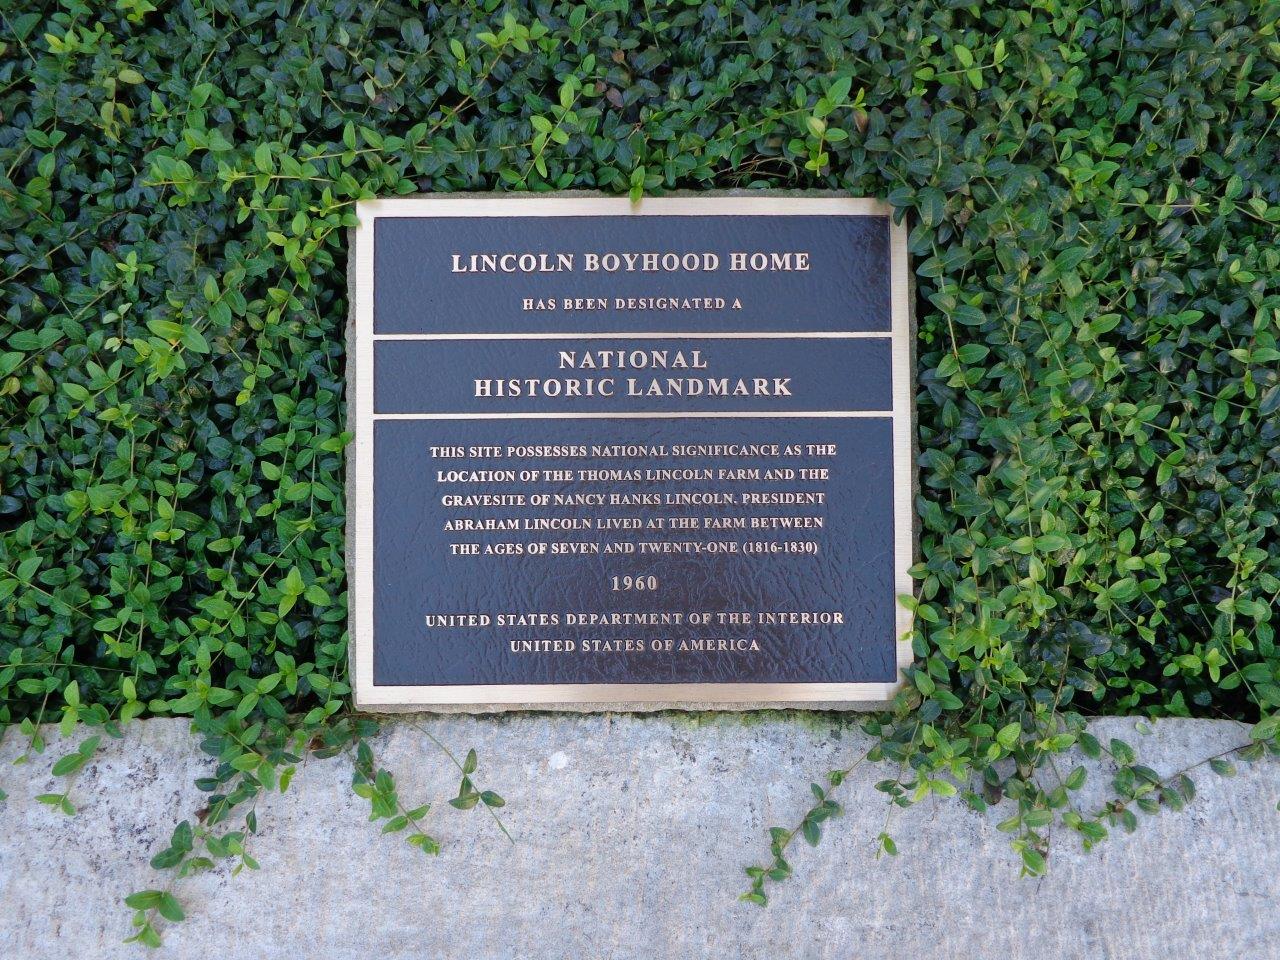 LINCOLN BOYHOOD HOME
HAS BEEN DESIGNATED A
NATIONAL
HISTORIC LANDMARK
THIS SITE POSSESSES NATIONAL SIGNIFICANCE AS THE
LOCATION OF THE THOMAS LINCOLN FARM AND THE
GRAVESITE OF NANCY HANKS LINCOLN. PRESIDENT
ABRAHAM LINCOLN LIVED AT THE FARM BETWEEN
THE AGES OF SEVEN AND TWENTY-ONE (1816-1830)
1960
UNITED STATES DEPARTMENT OF THE INTERIOR
UNITED STATES OF AMERICA